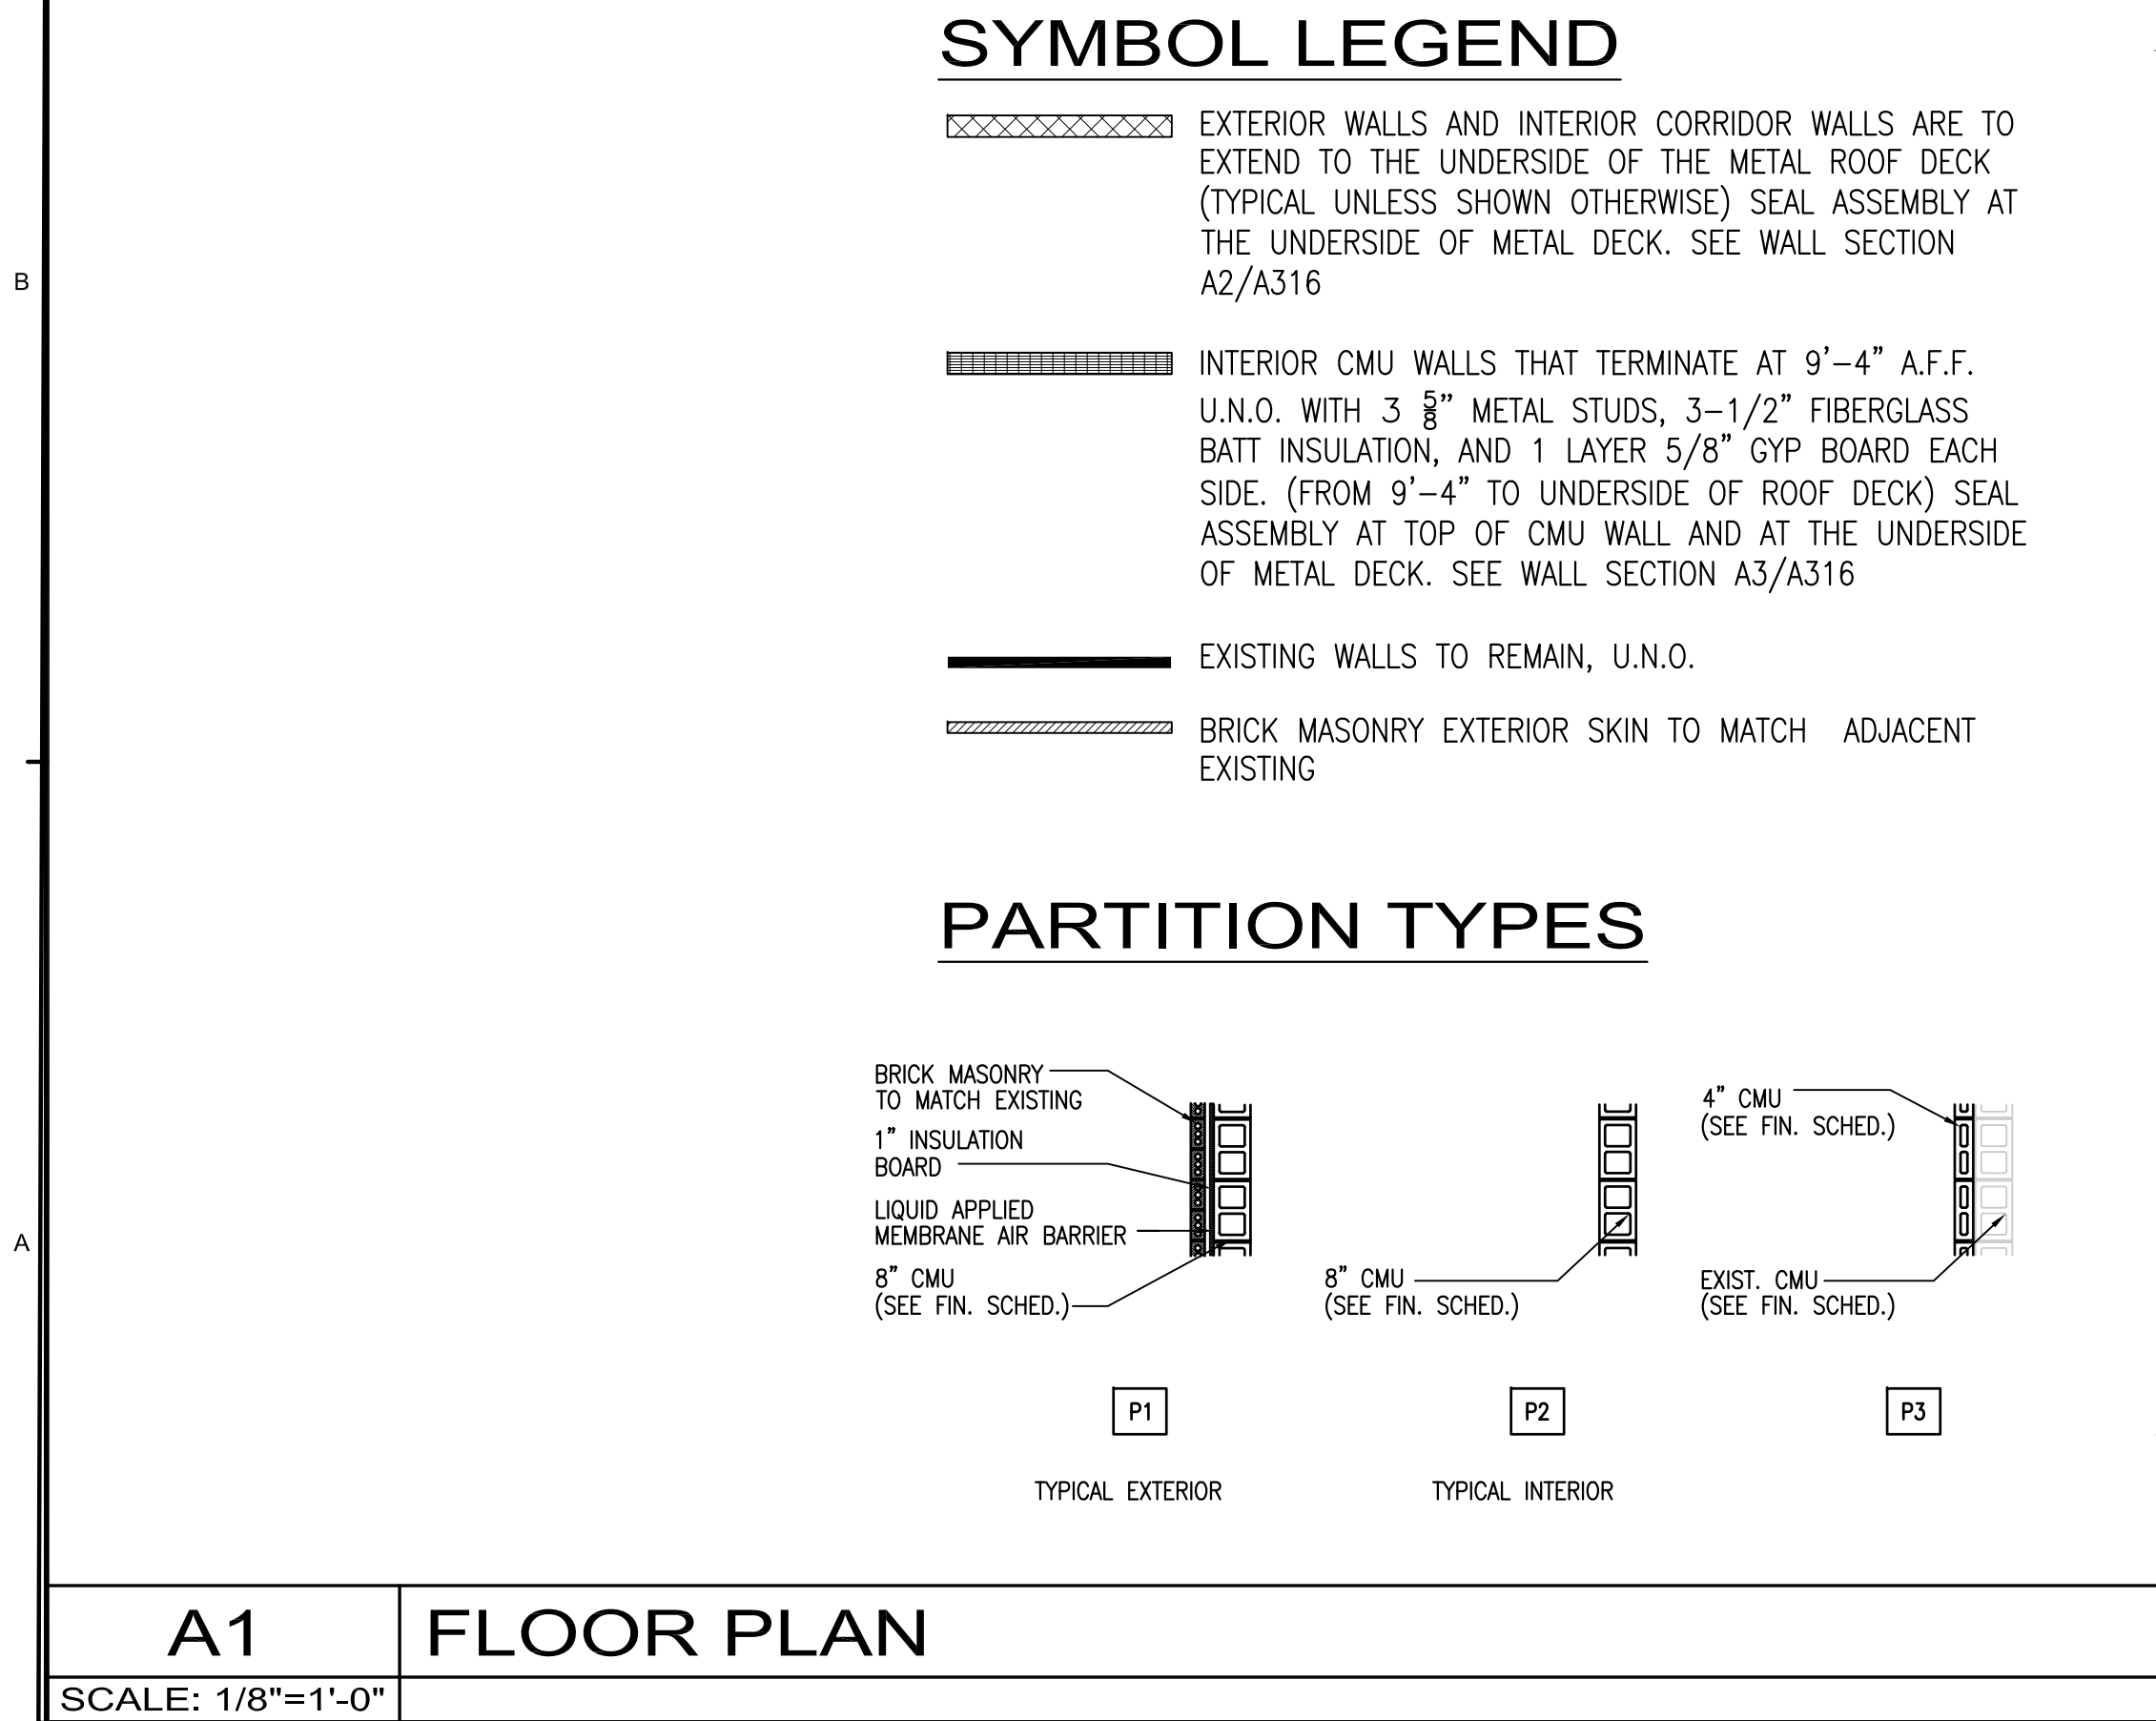 SYMBOL LEGEND
EXTERIOR WALLS AND INTERIOR CORRIDOR WALLS ARE TO
EXTEND TO THE UNDERSIDE OF THE METAL ROOF DECK
(TYPICAL UNLESS SHOWN OTHERWISE) SEAL ASSEMBLY AT
THE UNDERSIDE OF METAL DECK. SEE WALL SECTION
A2/A316
B
INTERIOR CMU WALLS THAT TERMINATE AT 9'-4" A.F.F.
U.N.O. WITH 3 5/8" METAL STUDS, 3-1/2" FIBERGLASS
BATT INSULATION, AND 1 LAYER 5/8" GYP BOARD EACH
SIDE. (FROM 9'-4" TO UNDERSIDE OF ROOF DECK) SEAL
ASSEMBLY AT TOP OF CMU WALL AND AT THE UNDERSIDE
OF METAL DECK. SEE WALL SECTION A3/A316
EXISTING WALLS TO REMAIN, U.N.O.
BRICK MASONRY EXTERIOR SKIN TO MATCH ADJACENT
EXISTING
PARTITION TYPES
BRICK MASONRY
TO MATCH EXISTING
1" INSULATION
BOARD
LIQUID APPLIED
MEMBRANE AIR BARRIER
8" CMU
(SEE FIN. SCHED.)
P1
TYPICAL EXTERIOR
8" CMU
(SEE FIN. SCHED.)
P2
TYPICAL INTERIOR
4" CMU
(SEE FIN. SCHED.)
EXIST. CMU
(SEE FIN. SCHED.)
P3
A
A1
FLOOR PLAN
SCALE: 1/8"=1'-0"